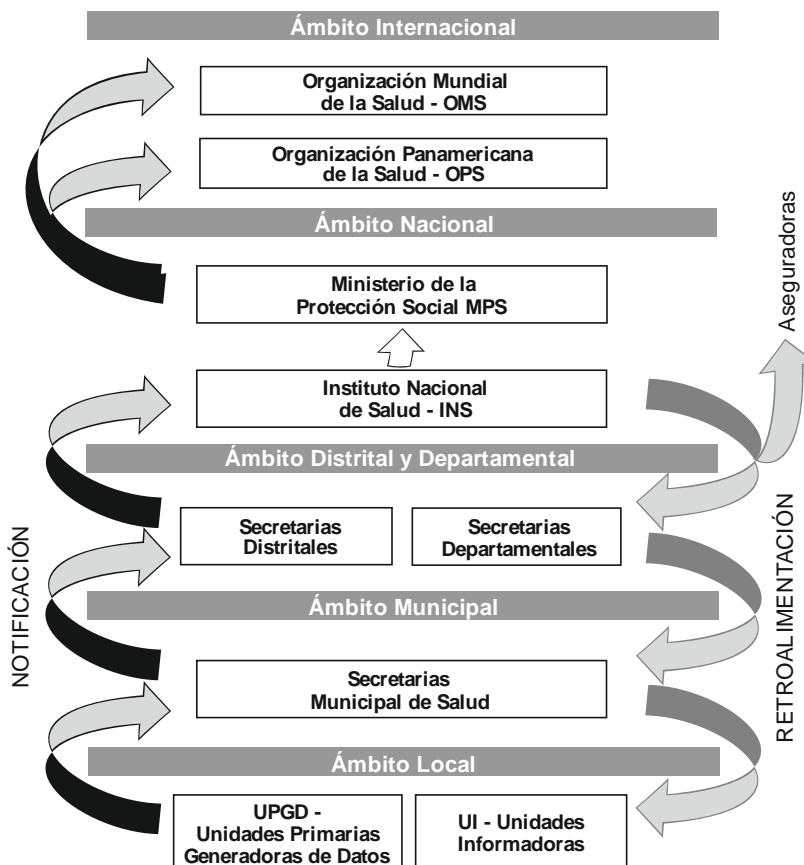 Ámbito Internacional
Organización Mundial
de la Salud - OMS
Organización Panamericana
de la Salud - OPS
Ámbito Nacional
Ministerio de la
Protección Social MPS
Aseguradoras
Instituto Nacional
de Salud - INS
Ámbito Distrital y Departamental
Secretarias
Distritales
Secretarias
Departamentales
NOTIFICACIÓN
RETROALIMENTACIÓN
Ámbito Municipal
Secretarias
Municipal de Salud
Ámbito Local
UPGD -
Unidades Primarias
Generadoras de Datos
UI - Unidades
Informadoras